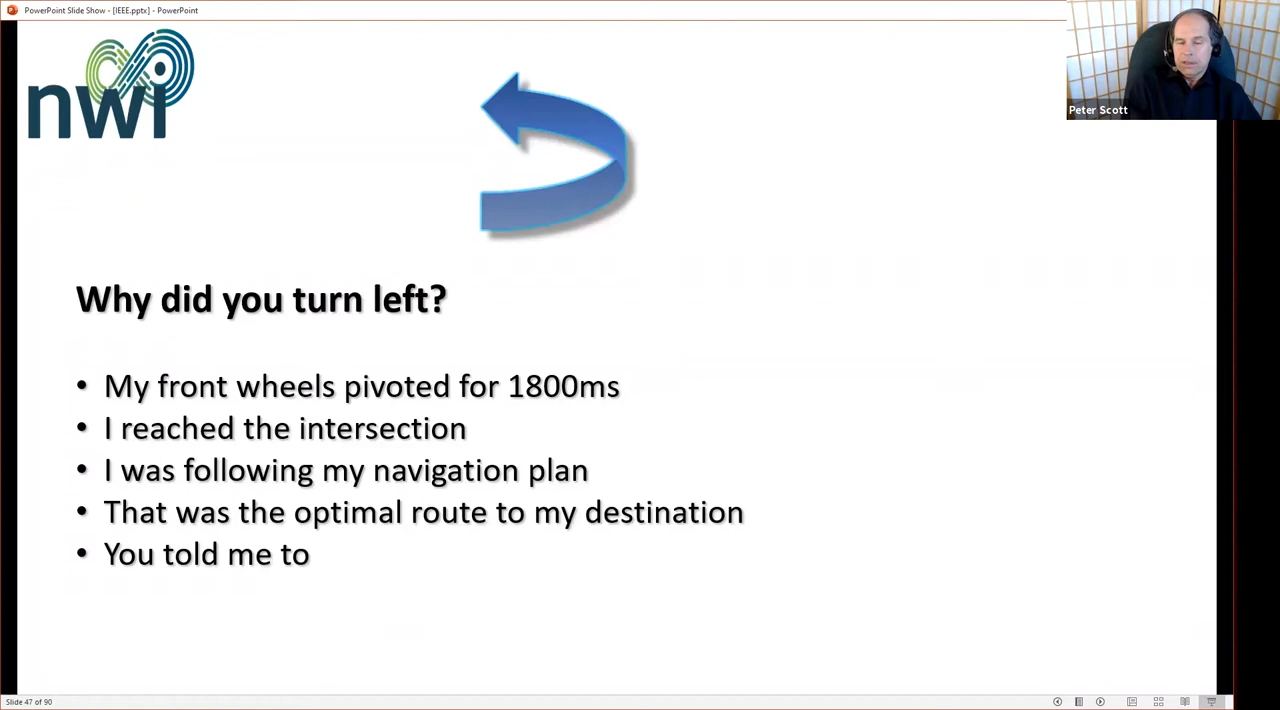 PowerPoint Slide Show - [IEEE.pptx] - PowerPoint
nwi
Peter Scott
Why did you turn left?
• My front wheels pivoted for 1800ms
• I reached the intersection
• I was following my navigation plan
• That was the optimal route to my destination
• You told me to
Slide 47 of 90